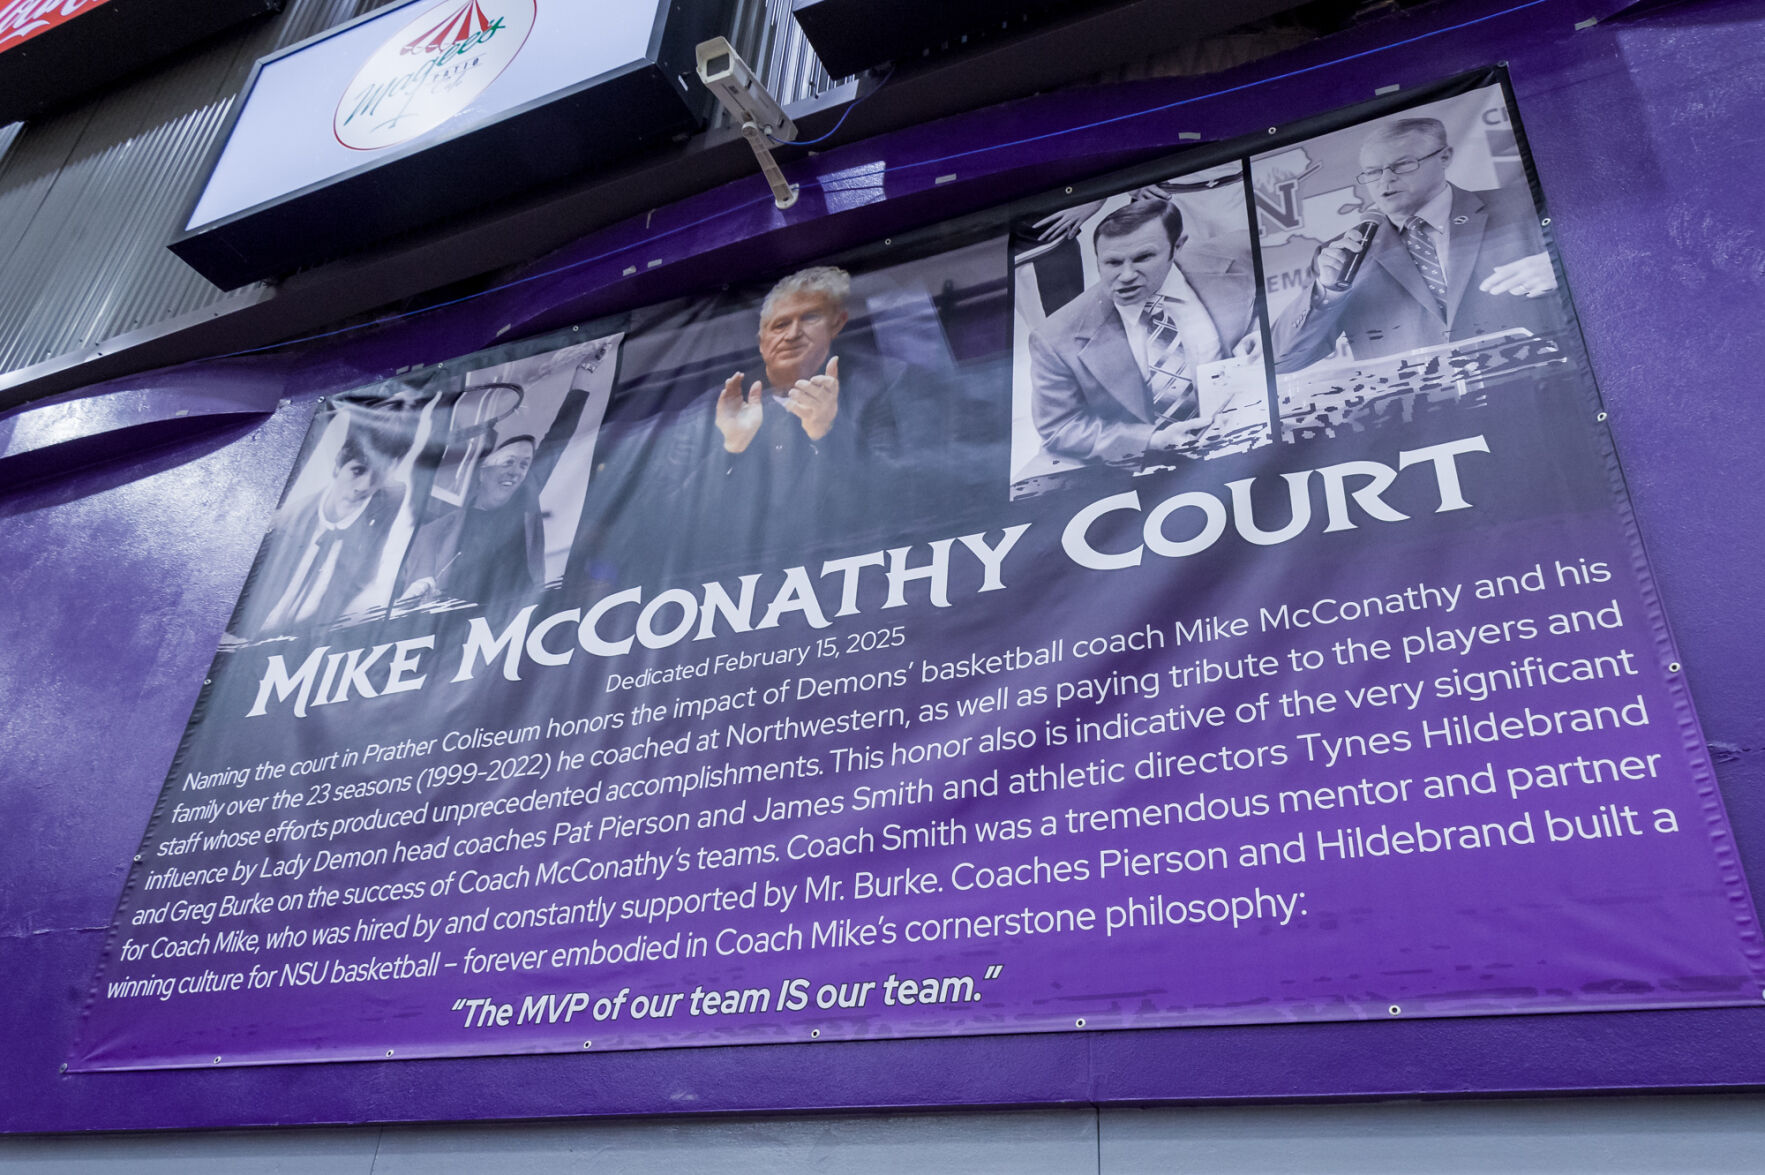 Magee's
PATIO
Cafe
C
N
EM
MIKE MCCONATHY COURT
Dedicated February 15, 2025
Naming the court in Prather Coliseum honors the impact of Demons' basketball coach Mike McConathy and his
family over the 23 seasons (1999-2022) he coached at Northwestern, as well as paying tribute to the players and
staff whose efforts produced unprecedented accomplishments. This honor also is indicative of the very significant
influence by Lady Demon head coaches Pat Pierson and James Smith and athletic directors Tynes Hildebrand
and Greg Burke on the success of Coach McConathy's teams. Coach Smith was a tremendous mentor and partner
for Coach Mike, who was hired by and constantly supported by Mr. Burke. Coaches Pierson and Hildebrand built a
winning culture for NSU basketball – forever embodied in Coach Mike's cornerstone philosophy:
"The MVP of our team IS our team."